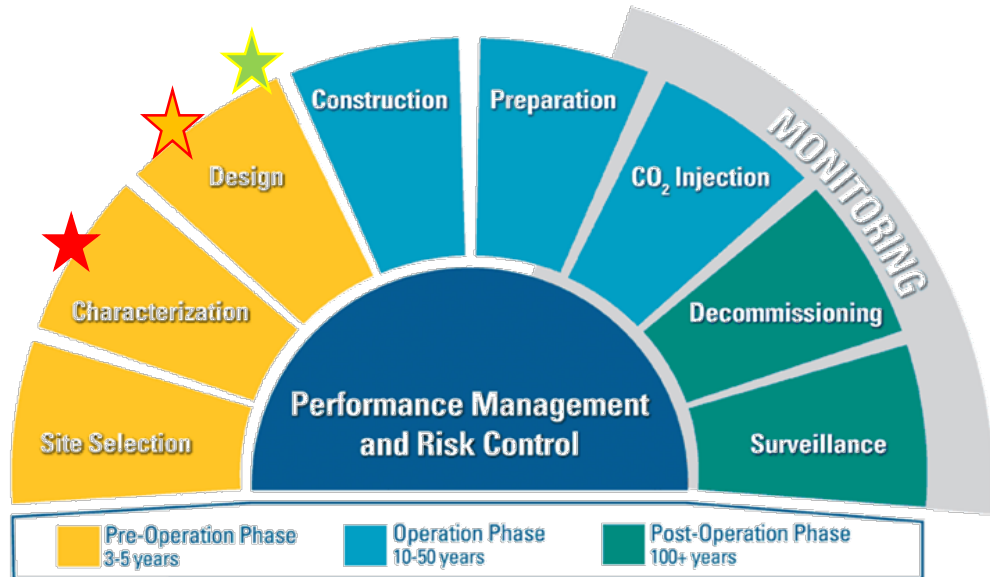 Site Selection
Characterization
Design
Construction
Preparation
CO₂ Injection
Decommissioning
Surveillance
MONITORING
Performance Management
and Risk Control
Pre-Operation Phase
3-5 years
Operation Phase
10-50 years
Post-Operation Phase
100+ years